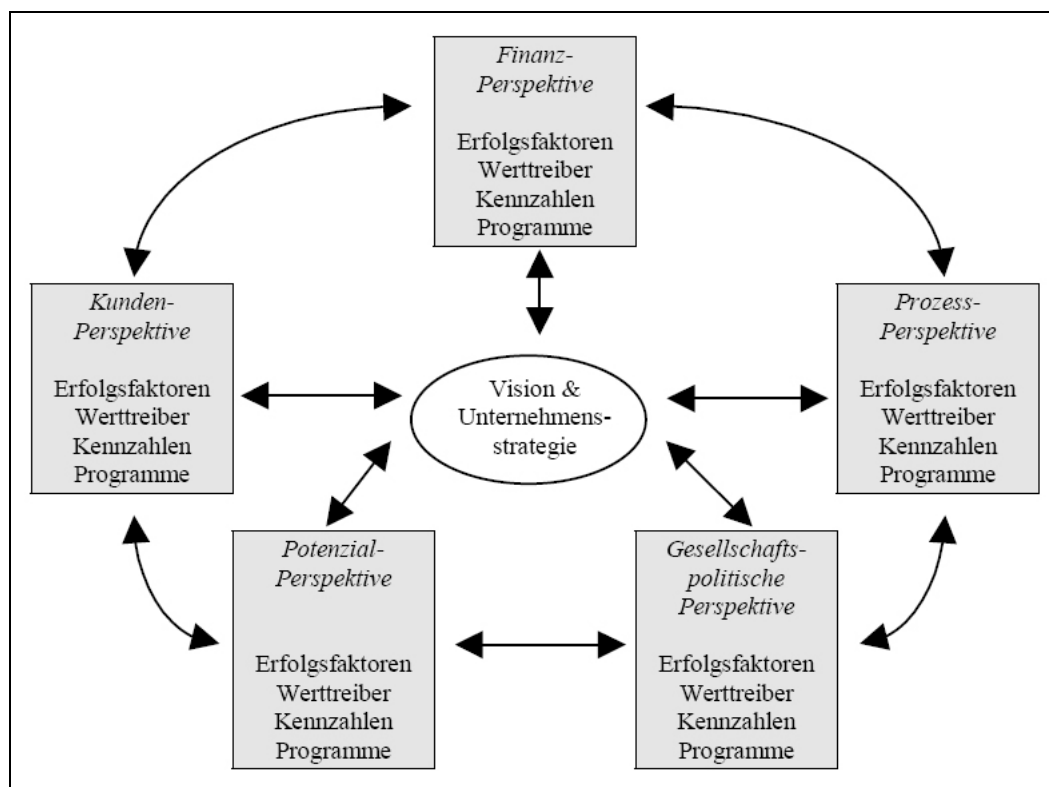 Finanz-
Perspektive
Erfolgsfaktoren
Werttreiber
Kennzahlen
Programme
Kunden-
Perspektive
Erfolgsfaktoren
Werttreiber
Kennzahlen
Programme
Vision &
Unternehmens-
strategie
Prozess-
Perspektive
Erfolgsfaktoren
Werttreiber
Kennzahlen
Programme
Potenzial-
Perspektive
Erfolgsfaktoren
Werttreiber
Kennzahlen
Programme
Gesellschafts-
politische
Perspektive
Erfolgsfaktoren
Werttreiber
Kennzahlen
Programme